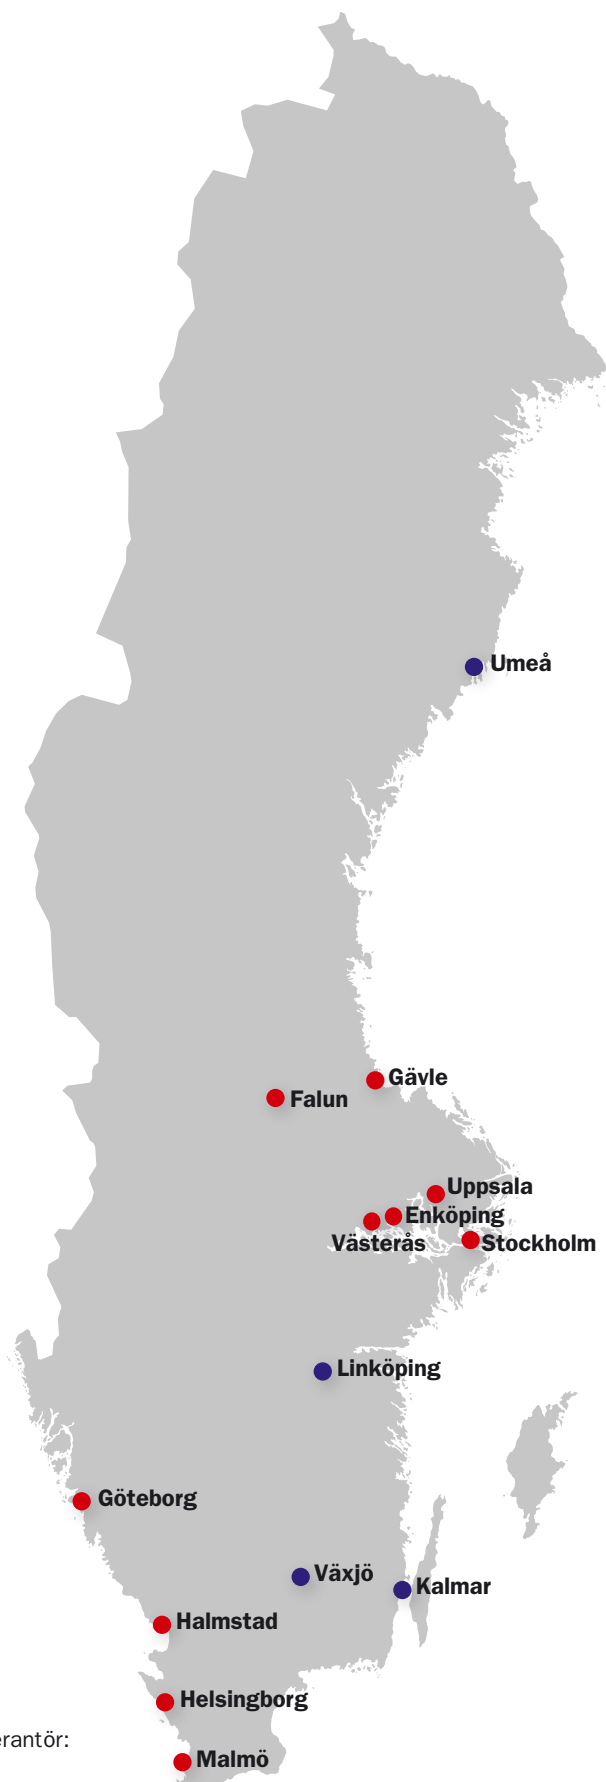 Umeå
Gävle
Falun
Uppsala
Enköping
Västerås
Stockholm
Linköping
Göteborg
Växjö
Kalmar
Halmstad
Helsingborg
erantör:
Malmö